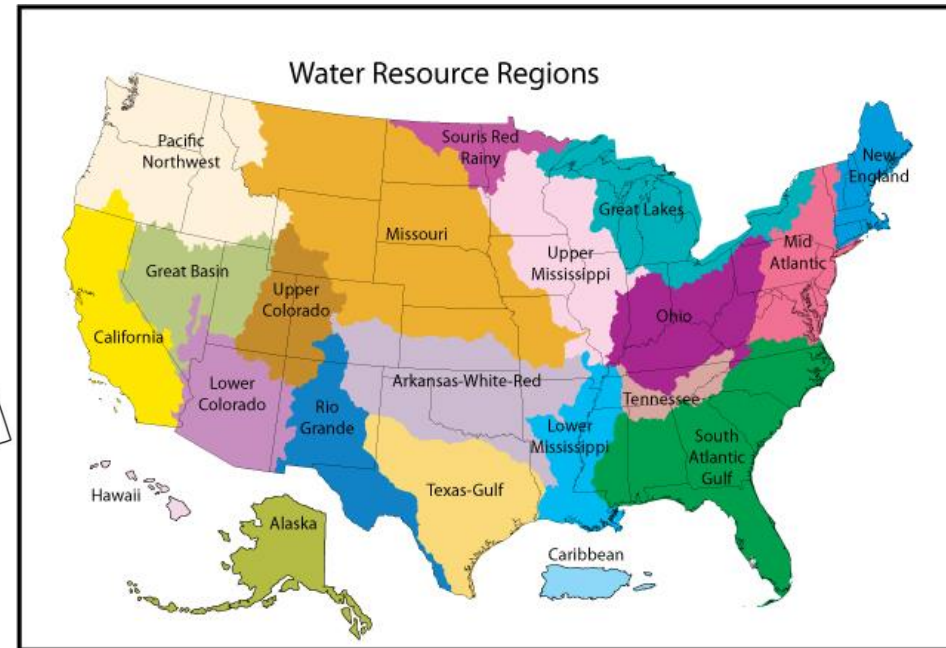 Water Resource Regions
Pacific
Northwest
Souris Red
Rainy
New
England
Great Lakes
Missouri
Mid
Atlantic
Upper
Mississippi
Great Basin
Upper
Colorado
Ohio
California
Arkansas-White-Red
Lower
Colorado
Rio
Grande
Tennessee
Lower
Mississippi
South
Atlantic
Gulf
Texas-Gulf
Hawaii
Alaska
Caribbean